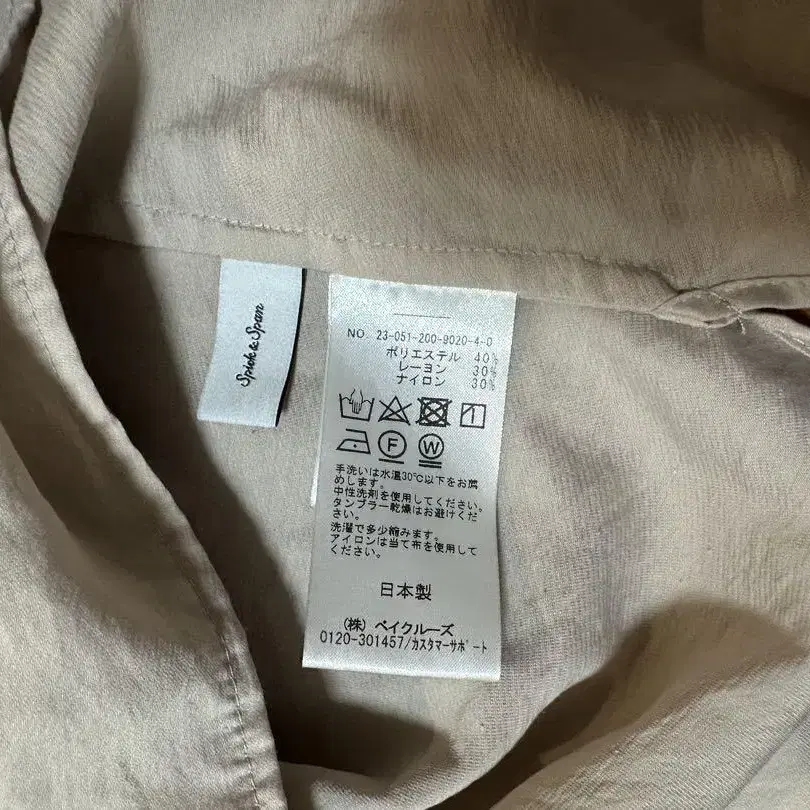 Spick & Span
NO. 23-051-200-9020-4-0
ポリエステル 40%
レーヨン 30%
ナイロン 30%
F W
手洗いは水温30℃以下をお薦
めします。
中性洗剤を使用してください。
タンブラー乾燥はお避けくだ
さい。
洗濯で多少縮みます。
アイロンは当て布を使用して
ください。
日本製
(株) ベイクルーズ
0120-301457/カスタマーサポート